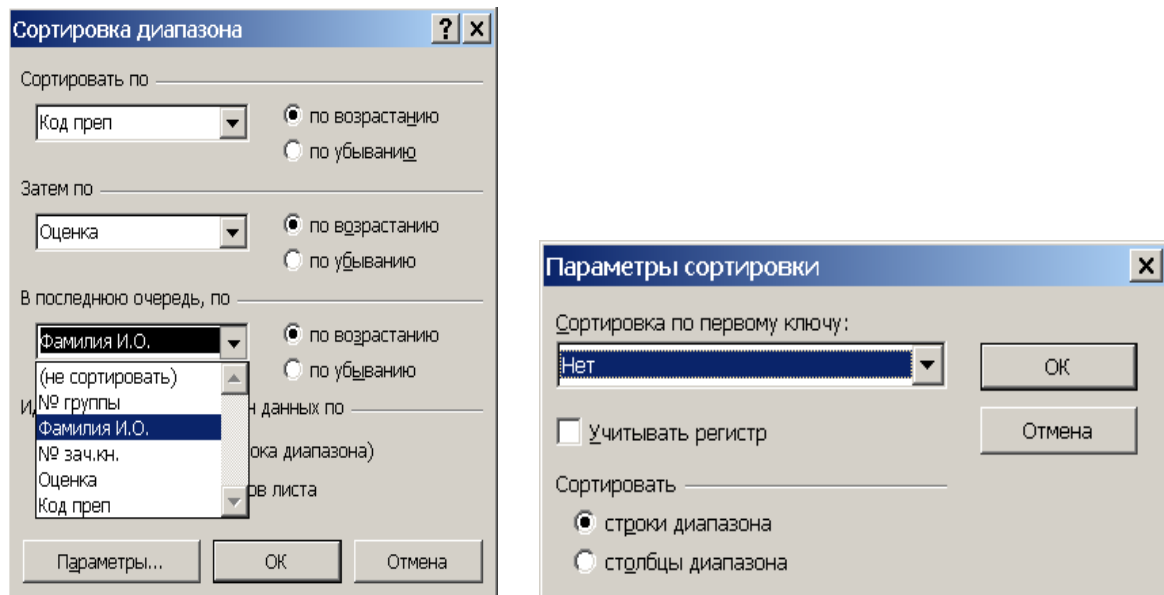 Сортировка диапазона
Сортировать по
Код преп
по возрастанию
по убыванию
Затем по
Оценка
по возрастанию
по убыванию
В последнюю очередь, по
Фамилия И.О.
по возрастанию
по убыванию
(не сортировать)
№ группы
Фамилия И.О.
№ зач.кн.
Оценка
Код преп
данных по
диапазона)
листа
Параметры...
ОК
Отмена
Параметры сортировки
Сортировка по первому ключу:
Нет
ОК
Учитывать регистр
Отмена
Сортировать
строки диапазона
столбцы диапазона